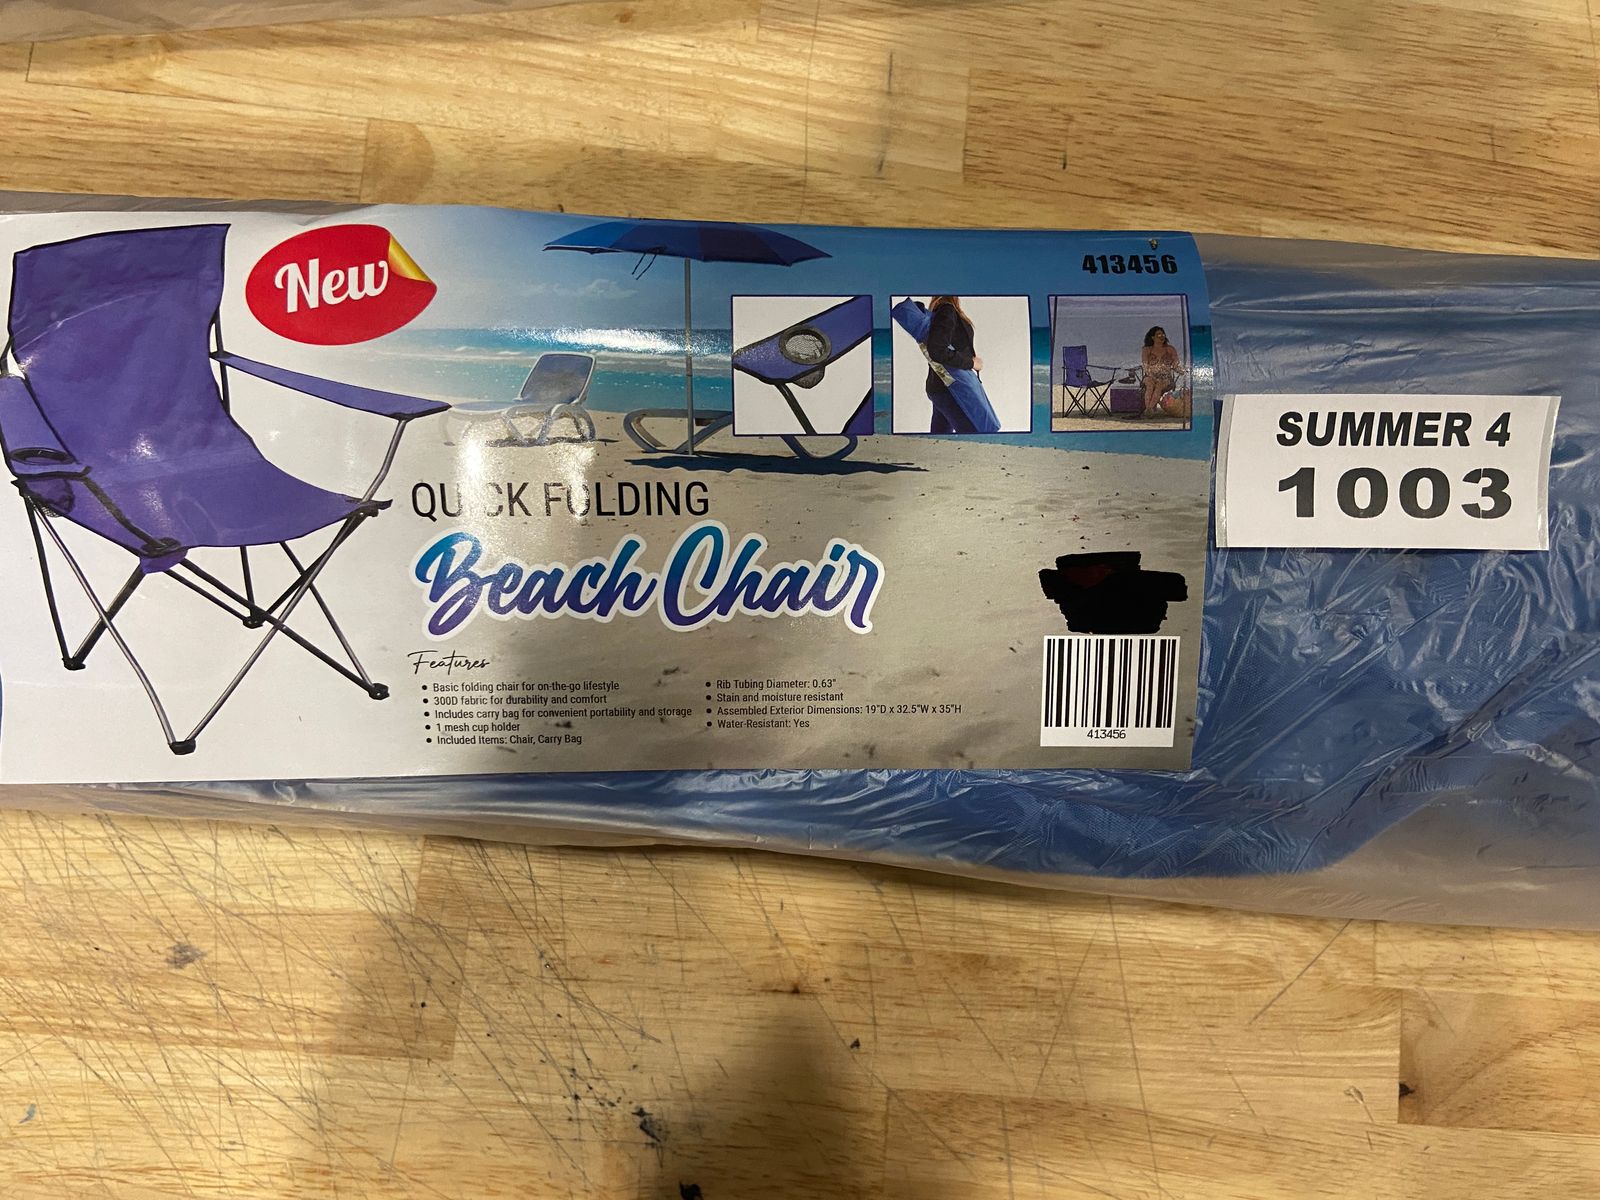 New
413456
SUMMER 4
1003
QUICK FOLDING
Beach Chair
Features
• Basic folding chair for on-the-go lifestyle
• 300D fabric for durability and comfort
• Includes carry bag for convenient portability and storage
• 1 mesh cup holder
• Included Items: Chair, Carry Bag
• Rib Tubing Diameter: 0.63"
• Stain and moisture resistant
• Assembled Exterior Dimensions: 19"D x 32.5"W x 35"H
• Water-Resistant: Yes
413456